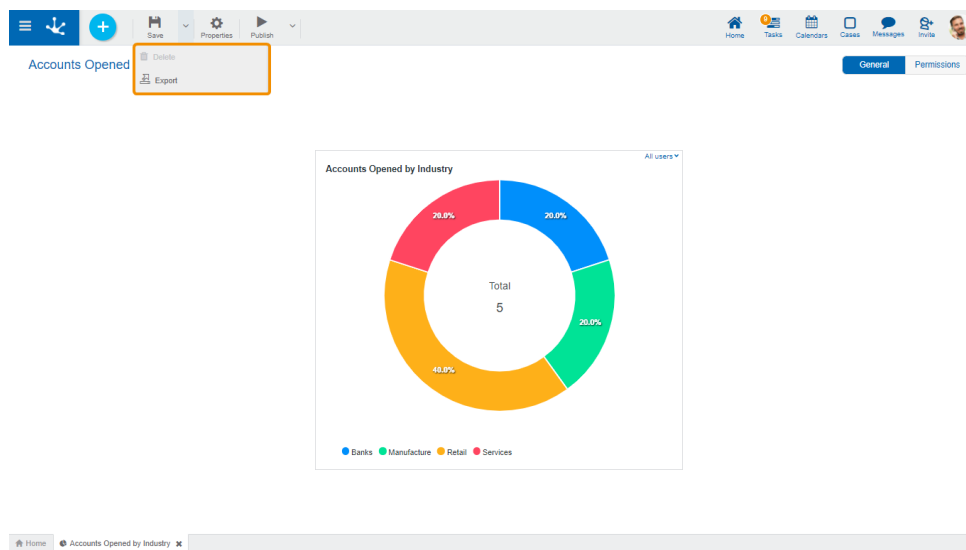 Save
Properties
Publish
Home
9
Tasks
Calendars
Cases
Messages
Invite
Accounts Opened
Delete
Export
General
Permissions
All users
Accounts Opened by Industry
20.0%
20.0%
Total
5
20.0%
40.0%
Banks
Manufacture
Retail
Services
Home
Accounts Opened by Industry